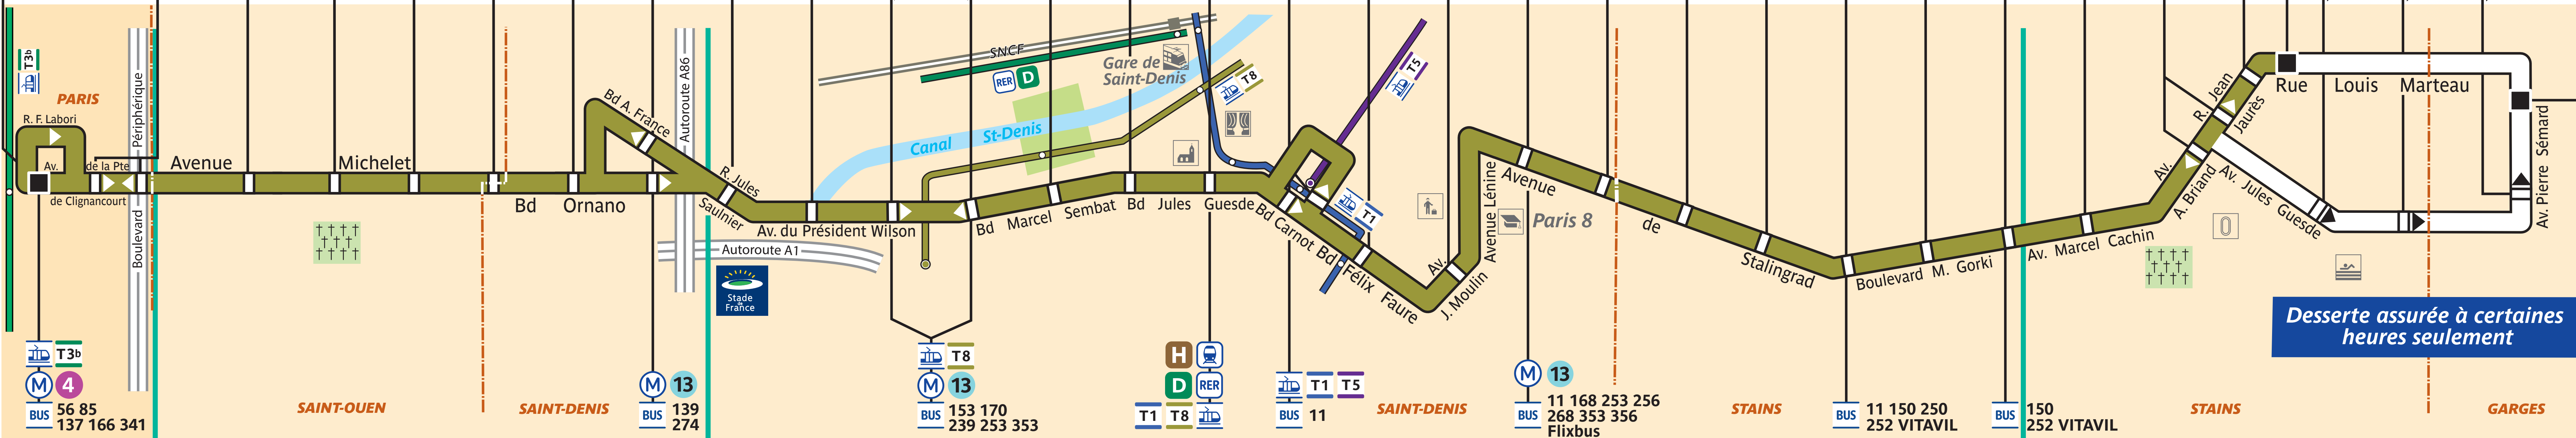 T3b
PARIS
R. F. Labori
Av. de la Pte
de Clignancourt
T3b
M 4
BUS 56 85
137 166 341
Boulevard Périphérique
Avenue Michelet
SAINT-OUEN
Bd Ornano
SAINT-DENIS
Bd A. France
M 13
BUS 139
274
Autoroute A86
R. Jules
Saulnier
Autoroute A1
Stade
de
France
Av. du Président Wilson
SNCF
RER D
Canal St-Denis
Gare de
Saint-Denis
T8
T8
M 13
BUS 153 170
239 253 353
Bd Marcel Sembat
Bd Jules Guesde
H
D RER
T1 T8
T5
T1
T1 T5
BUS 11
Bd Carnot
Bd Félix Faure
SAINT-DENIS
Av.
J. Moulin
Avenue Lénine
Paris 8
M 13
BUS 11 168 253 256
268 353 356
Flixbus
Avenue de Stalingrad
STAINS
BUS 11 150 250
252 VITAVIL
Boulevard M. Gorki
BUS 150
252 VITAVIL
Av. Marcel Cachin
STAINS
Av.
A. Briand
R. Jean
Jaurès
Av. Jules Guesde
Rue Louis Marteau
Av. Pierre Sémard
Desserte assurée à certaines
heures seulement
GARGES